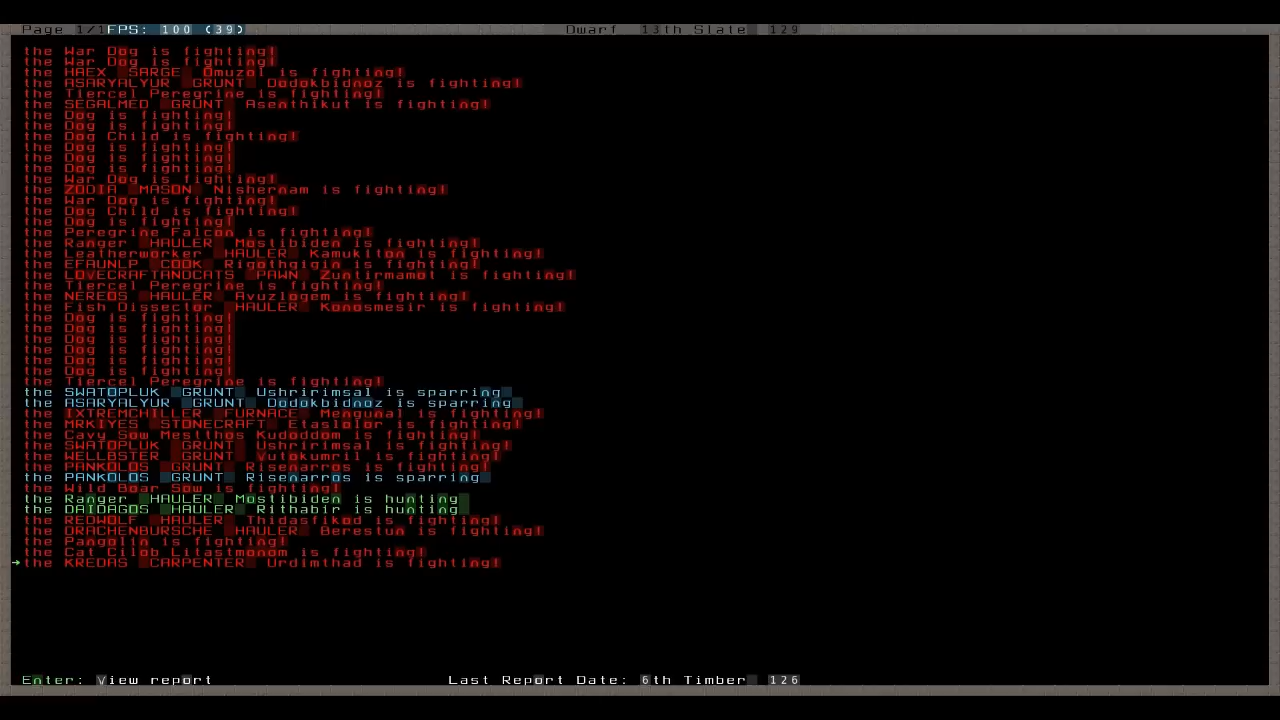 Page 1/1 FPS: 100 (39) Dwarf 13th Slate 129
the War Dog is fighting!
the War Dog is fighting!
the HAEX SARGE Omuzol is fighting!
the ASARYALYUR GRUNT Dodokbidnoz is fighting!
the Tiercel Peregrine is fighting!
the SEGALMED GRUNT Asenthikut is fighting!
the Dog is fighting!
the Dog is fighting!
the Dog Child is fighting!
the Dog is fighting!
the Dog is fighting!
the Dog is fighting!
the War Dog is fighting!
the ZODIA MASON Nishernam is fighting!
the War Dog is fighting!
the Dog Child is fighting!
the Dog is fighting!
the Peregrine Falcon is fighting!
the Ranger HAULER Mostibiden is fighting!
the Leatherworker HAULER Kamukiton is fighting!
the EFAUNLP COOK Rigothgigin is fighting!
the LOVECRAFTANDCATS PAWN Zuntirmamot is fighting!
the Tiercel Peregrine is fighting!
the NEREOS HAULER Avuzlogem is fighting!
the Fish Dissector HAULER Konosmesir is fighting!
the Dog is fighting!
the Dog is fighting!
the Dog is fighting!
the Dog is fighting!
the Dog is fighting!
the Dog is fighting!
the Tiercel Peregrine is fighting!
the SWATOPLUK GRUNT Ushririmsal is sparring
the ASARYALYUR GRUNT Dodokbidnoz is sparring
the IXTREMCHILLER FURNACE Mengunal is fighting!
the MRKIYES STONECRAFT Etaslolor is fighting!
the Cavy Sow Mestthos Kudoddom is fighting!
the SWATOPLUK GRUNT Ushririmsal is fighting!
the WELLBSTER GRUNT Vutokumril is fighting!
the PANKOLOS GRUNT Risenarros is fighting!
the PANKOLOS GRUNT Risenarros is sparring
the Wild Boar Sow is fighting!
the Ranger HAULER Mostibiden is hunting
the DAIDAGOS HAULER Rithabir is hunting
the REDWOLF HAULER Thidasfikod is fighting!
the DRACHENBURSCHE HAULER Berestun is fighting!
the Pangolin is fighting!
the Cat Cilob Litastmonom is fighting!
the KREDAS CARPENTER Urdimthad is fighting!
Enter: View report Last Report Date: 6th Timber 126